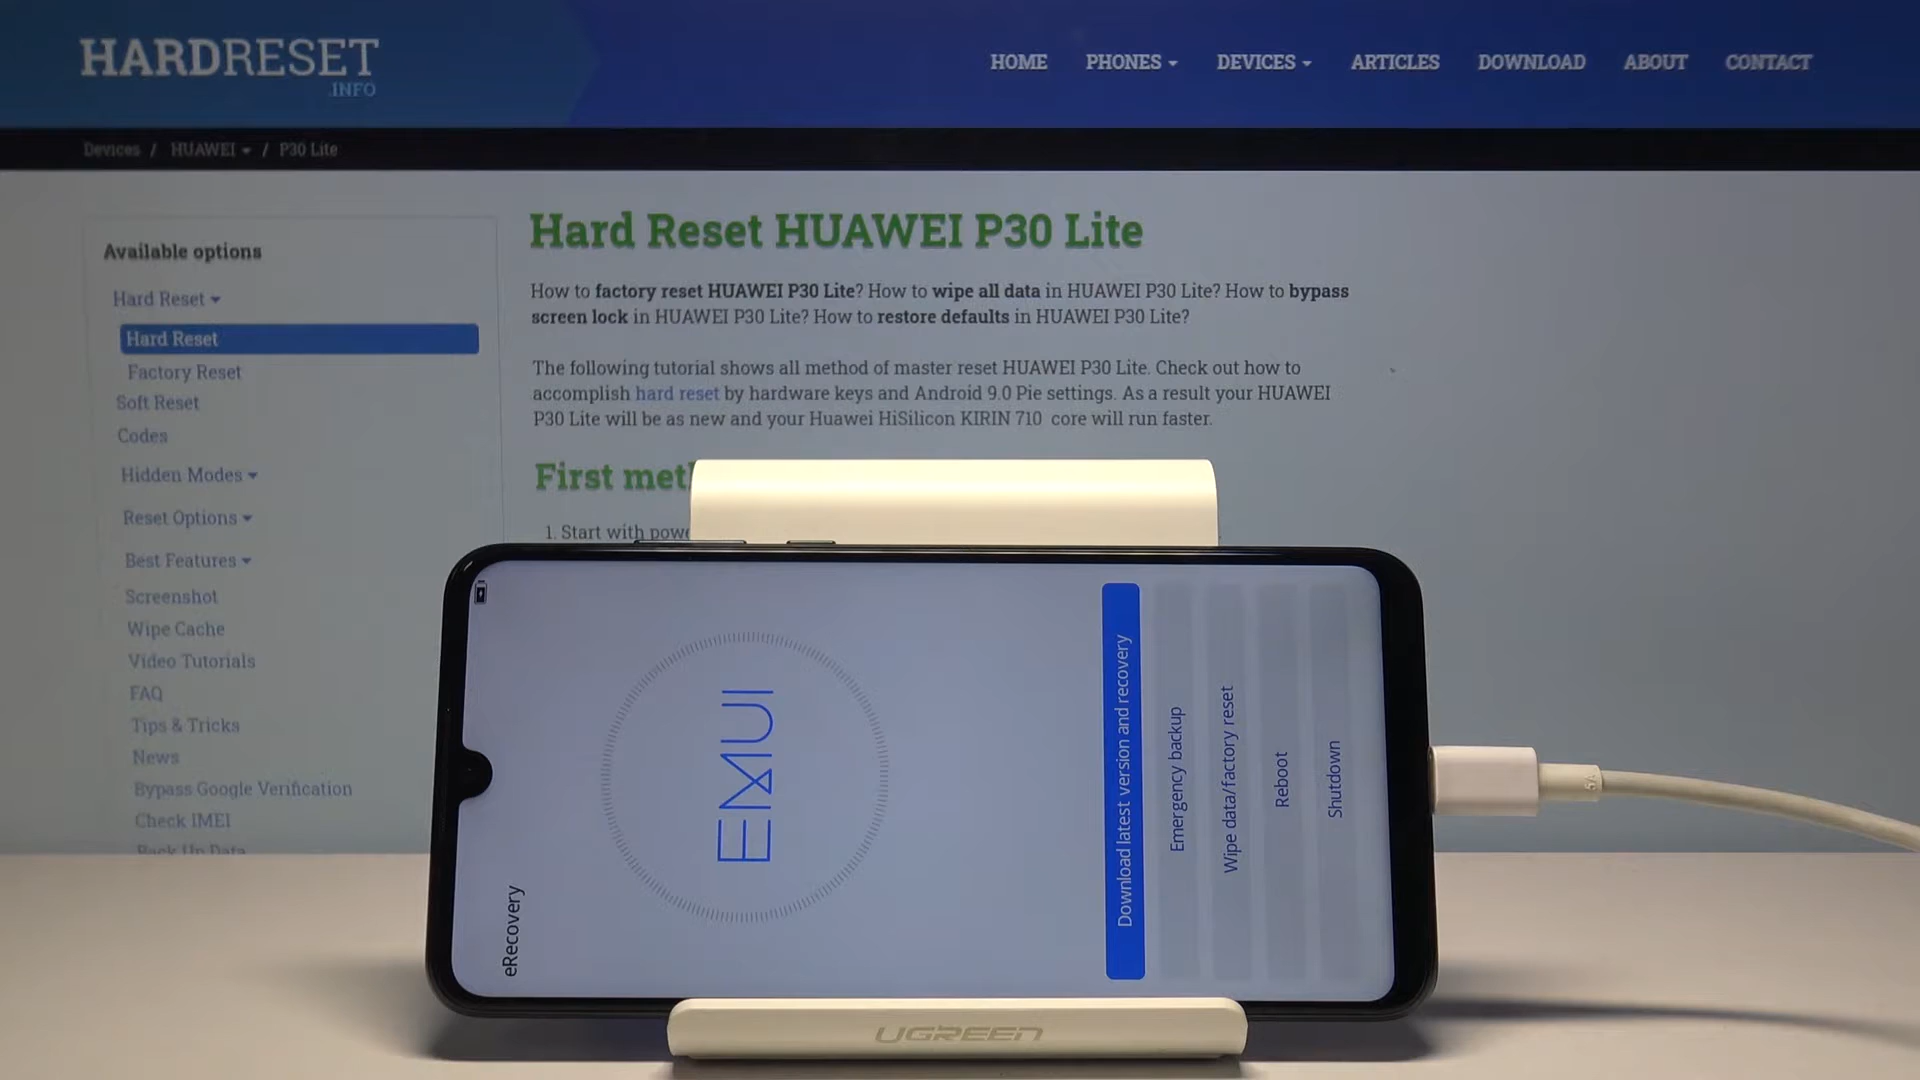 HARDRESET
.INFO
HOME PHONES DEVICES ARTICLES DOWNLOAD ABOUT CONTACT
Devices / HUAWEI / P30 Lite
Available options
Hard Reset
Hard Reset
Factory Reset
Soft Reset
Codes
Hidden Modes
Reset Options
Best Features
Screenshot
Wipe Cache
Video Tutorials
FAQ
Tips & Tricks
News
Bypass Google Verification
Check IMEI
Back Up Data
Hard Reset HUAWEI P30 Lite
How to factory reset HUAWEI P30 Lite? How to wipe all data in HUAWEI P30 Lite? How to bypass
screen lock in HUAWEI P30 Lite? How to restore defaults in HUAWEI P30 Lite?
The following tutorial shows all method of master reset HUAWEI P30 Lite. Check out how to
accomplish hard reset by hardware keys and Android 9.0 Pie settings. As a result your HUAWEI
P30 Lite will be as new and your Huawei HiSilicon KIRIN 710 core will run faster.
First met
1. Start with powe
eRecovery
EMUI
Download latest version and recovery
Emergency backup
Wipe data/factory reset
Reboot
Shutdown
UGREEN